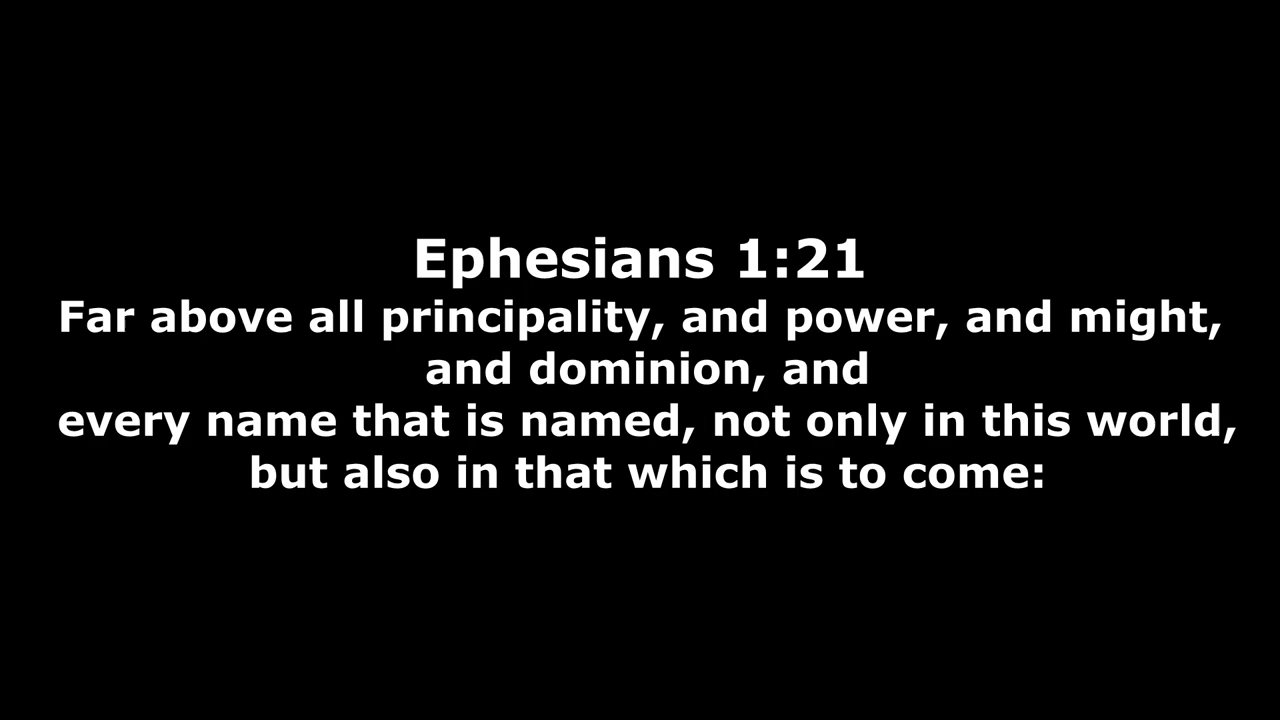 Ephesians 1:21
Far above all principality, and power, and might,
and dominion, and
every name that is named, not only in this world,
but also in that which is to come: